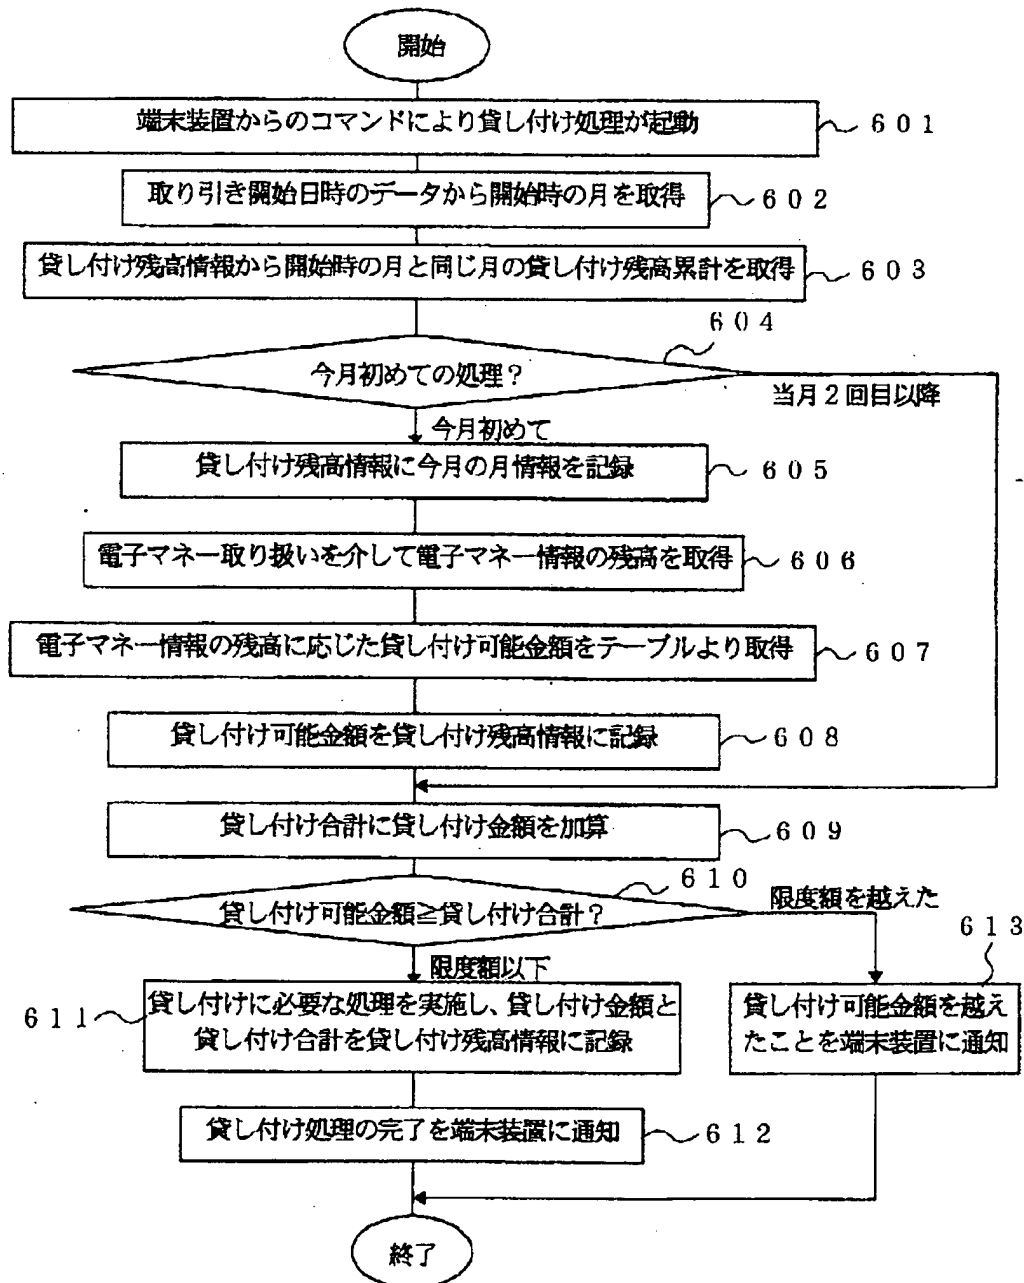 開始
端末装置からのコマンドにより貸し付け処理が起動
601
取り引き開始日時のデータから開始時の月を取得
602
貸し付け残高情報から開始時の月と同じ月の貸し付け残高累計を取得
603
604
今月初めての処理?
当月2回目以降
今月初めて
貸し付け残高情報に今月の月情報を記録
605
電子マネー取り扱いを介して電子マネー情報の残高を取得
606
電子マネー情報の残高に応じた貸し付け可能金額をテーブルより取得
607
貸し付け可能金額を貸し付け残高情報に記録
608
貸し付け合計に貸し付け金額を加算
609
610
貸し付け可能金額≧貸し付け合計?
限度額を越えた
613
限度額以下
611
貸し付けに必要な処理を実施し、貸し付け金額と
貸し付け合計を貸し付け残高情報に記録
貸し付け可能金額を越え
たことを端末装置に通知
貸し付け処理の完了を端末装置に通知
612
終了